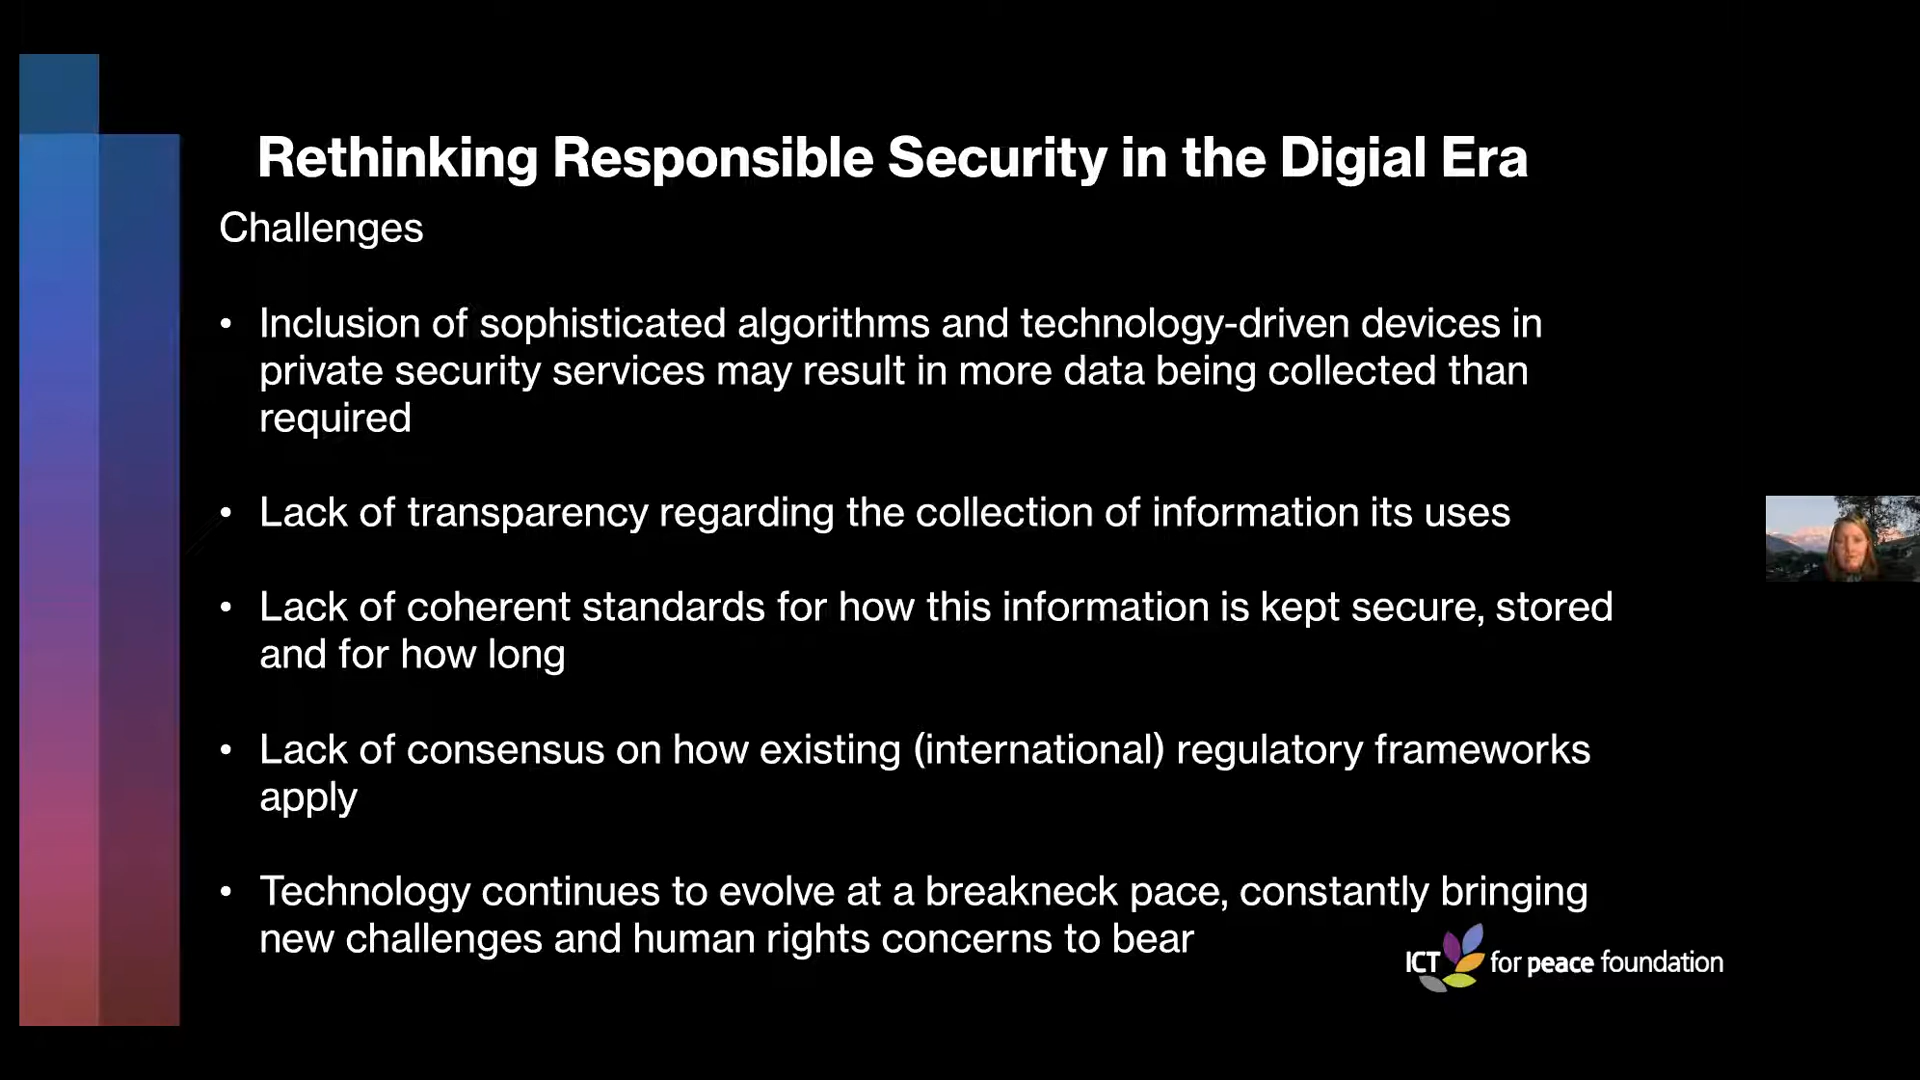 Rethinking Responsible Security in the Digial Era
Challenges
• Inclusion of sophisticated algorithms and technology-driven devices in
private security services may result in more data being collected than
required
• Lack of transparency regarding the collection of information its uses
• Lack of coherent standards for how this information is kept secure, stored
and for how long
• Lack of consensus on how existing (international) regulatory frameworks
apply
• Technology continues to evolve at a breakneck pace, constantly bringing
new challenges and human rights concerns to bear
ICT for peace foundation